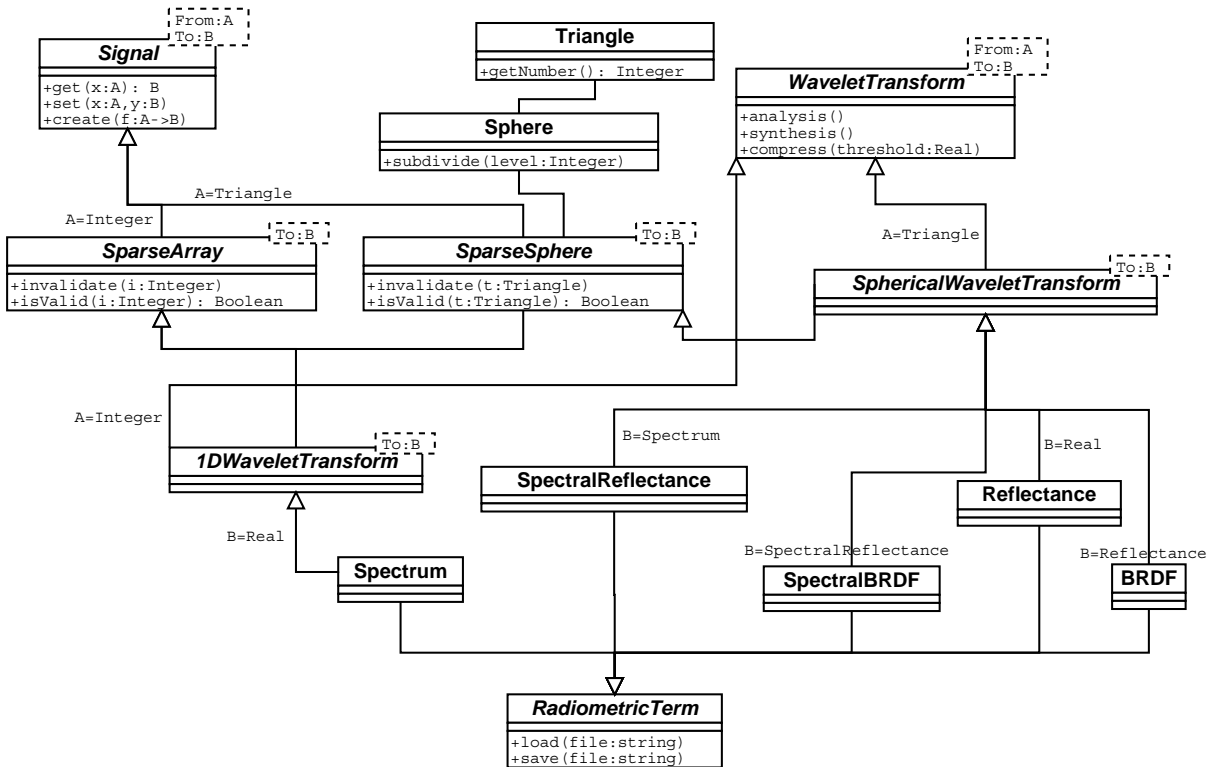 From:A
To:B
Signal
+get(x:A): B
+set(x:A,y:B)
+create(f:A->B)
Triangle
+getNumber(): Integer
From:A
To:B
WaveletTransform
+analysis()
+synthesis()
+compress(threshold:Real)
Sphere
+subdivide(level:Integer)
A=Triangle
A=Integer
A=Triangle
To:B
SparseArray
+invalidate(i:Integer)
+isValid(i:Integer): Boolean
To:B
SparseSphere
+invalidate(t:Triangle)
+isValid(t:Triangle): Boolean
To:B
SphericalWaveletTransform
A=Integer
To:B
1DWaveletTransform
B=Spectrum
SpectralReflectance
B=Real
Reflectance
B=Real
Spectrum
B=SpectralReflectance
SpectralBRDF
B=Reflectance
BRDF
RadiometricTerm
+load(file:string)
+save(file:string)